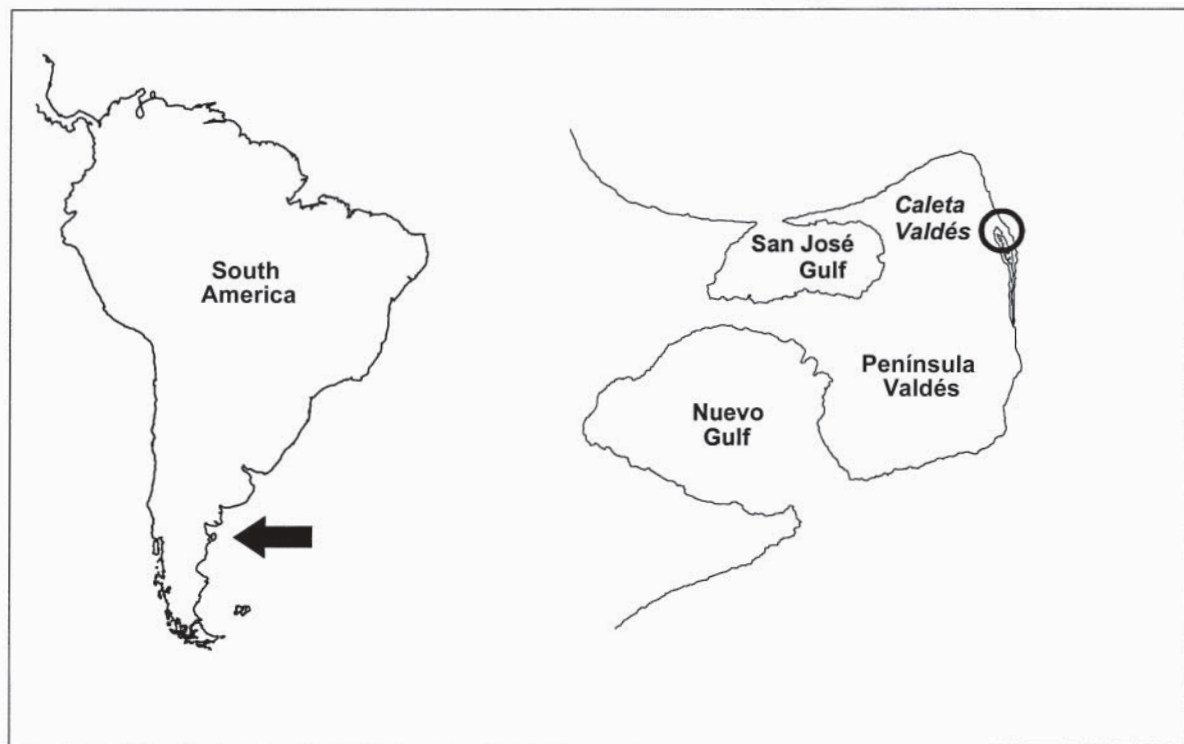 South
America
Caleta
Valdés
San José
Gulf
Península
Valdés
Nuevo
Gulf